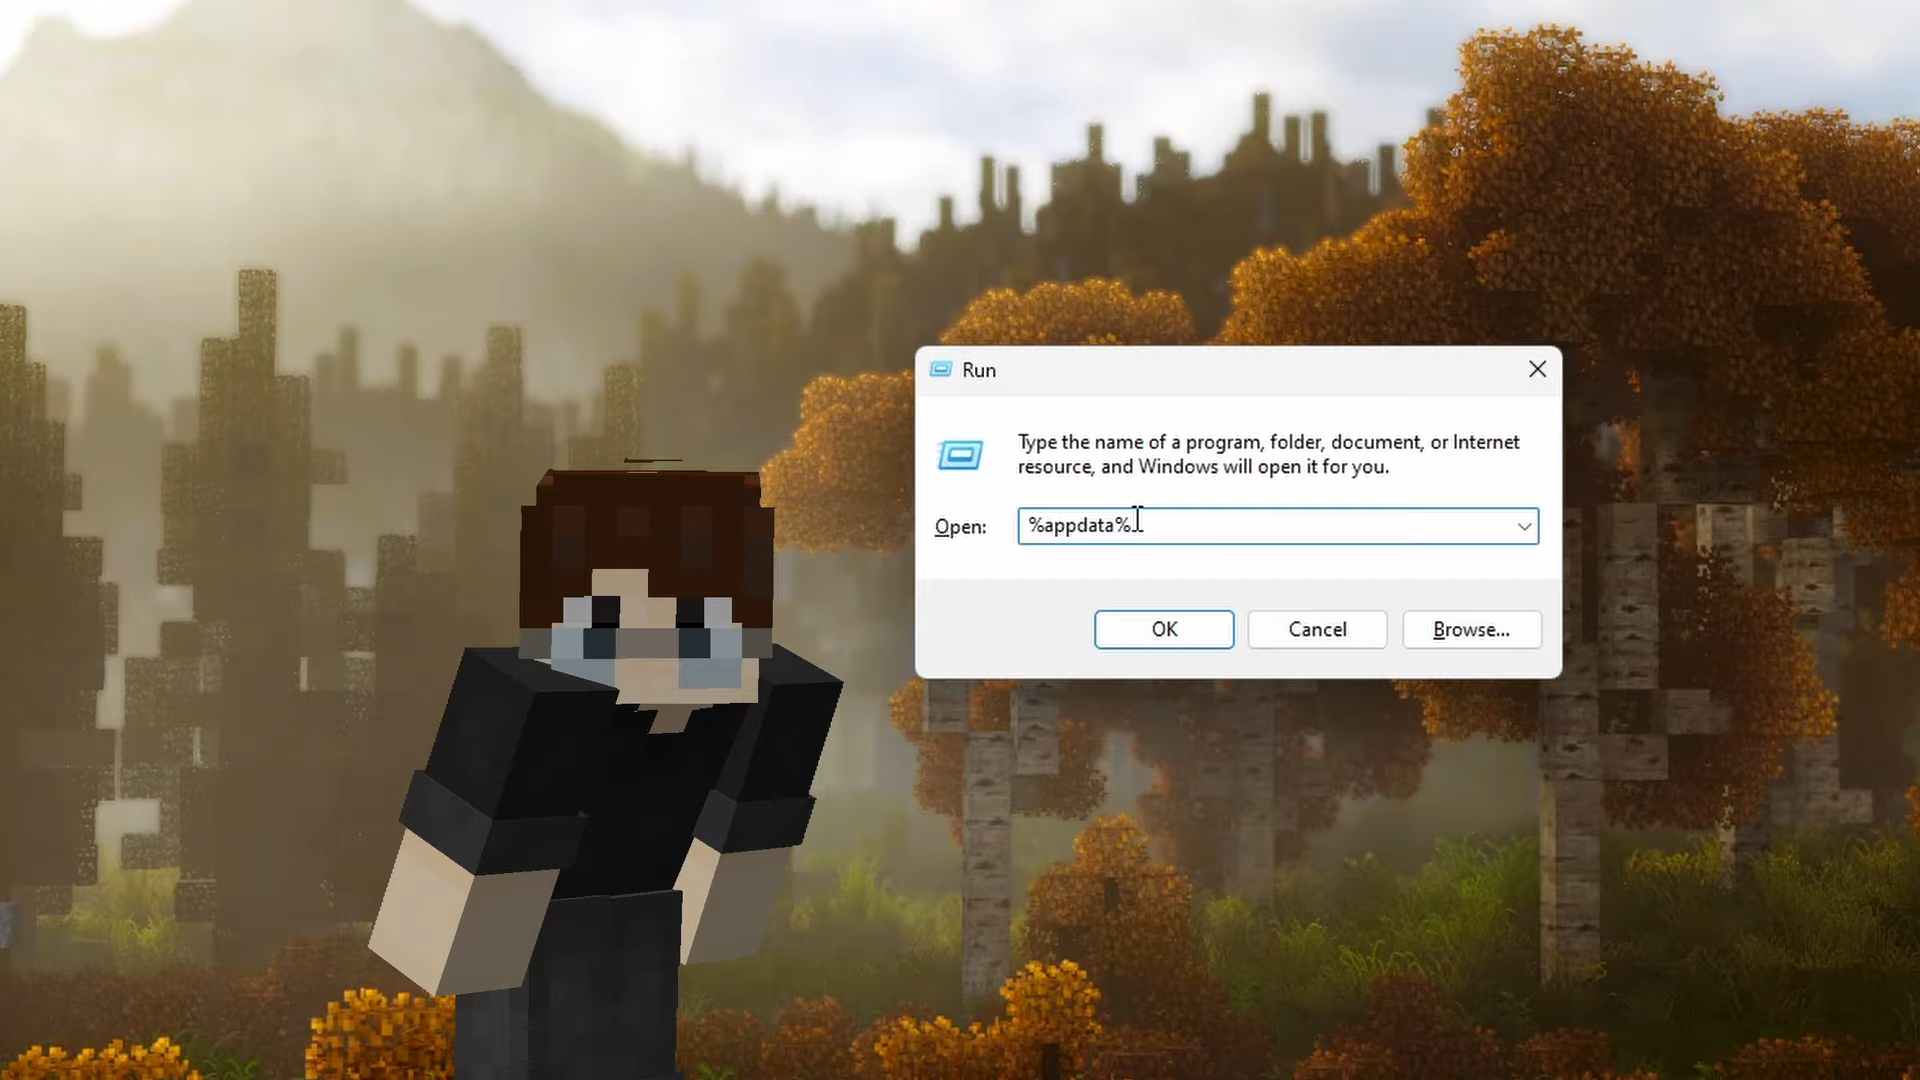 Run
Type the name of a program, folder, document, or Internet
resource, and Windows will open it for you.
Open:
%appdata%
OK
Cancel
Browse...